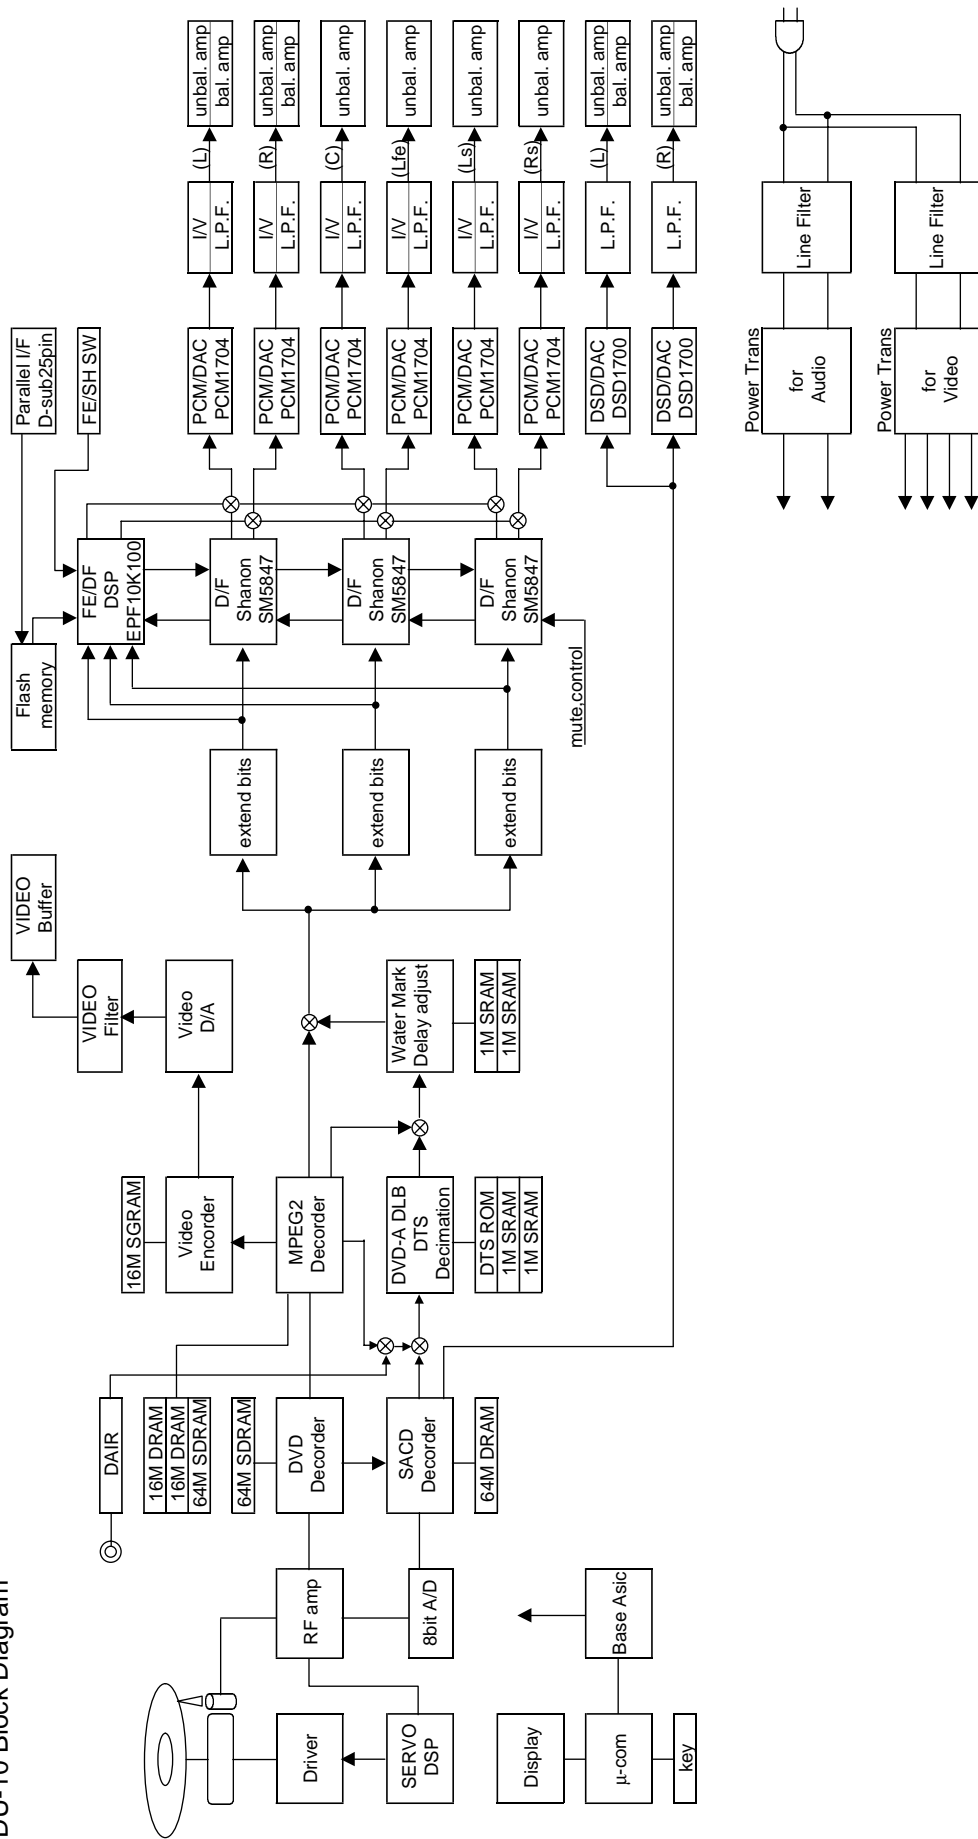 DU-10 Block Diagram
Driver
SERVO
DSP
Display
μ-com
key
RF amp
8bit A/D
Base Asic
DAIR
16M DRAM
16M DRAM
64M SDRAM
64M SDRAM
DVD
Decorder
SACD
Decorder
64M DRAM
16M SGRAM
Video
Encorder
MPEG2
Decorder
DVD-A DLB
DTS
Decimation
DTS ROM
1M SRAM
1M SRAM
VIDEO
Buffer
VIDEO
Filter
Video
D/A
Water Mark
Delay adjust
1M SRAM
1M SRAM
extend bits
extend bits
extend bits
Flash
memory
mute,control
FE/DF
DSP
EPF10K100
D/F
Shanon
SM5847
D/F
Shanon
SM5847
D/F
Shanon
SM5847
Parallel I/F
D-sub25pin
FE/SH SW
PCM/DAC
PCM1704
PCM/DAC
PCM1704
PCM/DAC
PCM1704
PCM/DAC
PCM1704
PCM/DAC
PCM1704
PCM/DAC
PCM1704
DSD/DAC
DSD1700
DSD/DAC
DSD1700
I/V
L.P.F.
I/V
L.P.F.
I/V
L.P.F.
I/V
L.P.F.
I/V
L.P.F.
I/V
L.P.F.
L.P.F.
L.P.F.
(L)
(R)
(C)
(Lfe)
(Ls)
(Rs)
(L)
(R)
unbal. amp
bal. amp
unbal. amp
bal. amp
unbal. amp
unbal. amp
unbal. amp
unbal. amp
unbal. amp
bal. amp
unbal. amp
bal. amp
Power Trans
for
Audio
Power Trans
for
Video
Line Filter
Line Filter